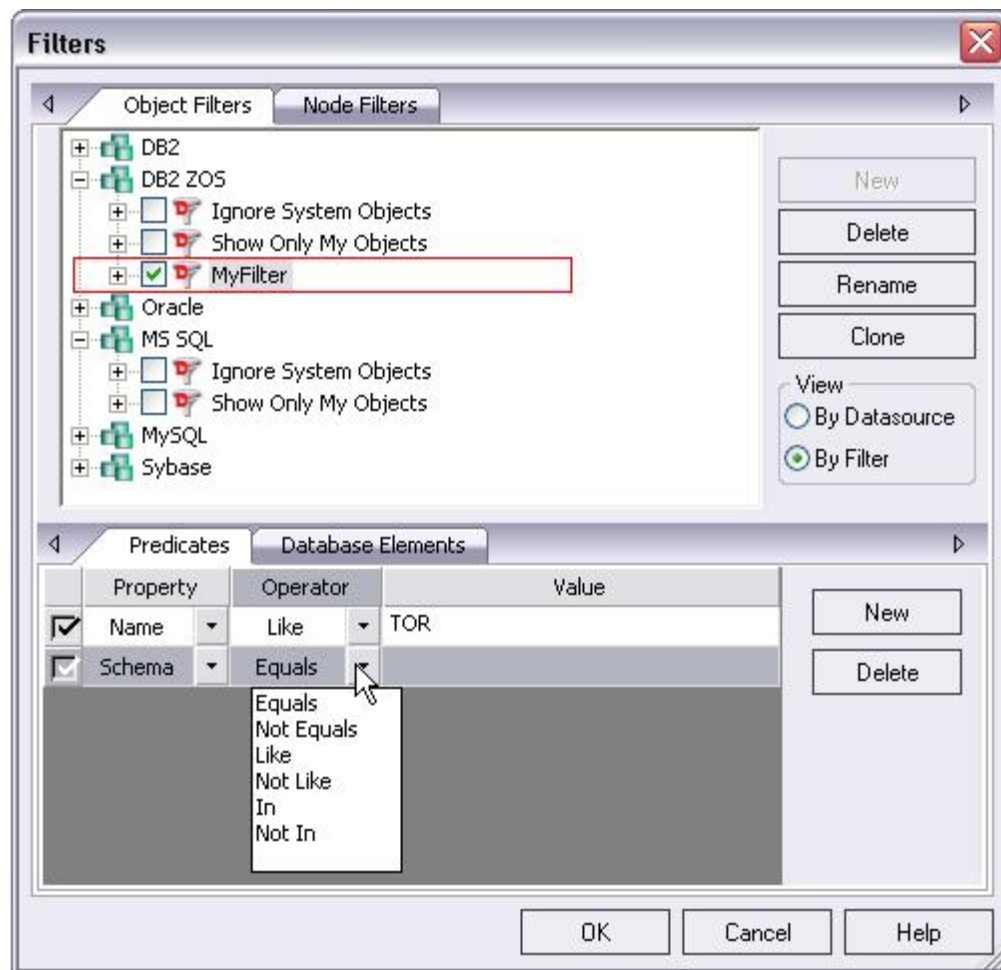 Filters
Object Filters Node Filters
DB2
DB2 ZOS
Ignore System Objects
Show Only My Objects
MyFilter
Oracle
MS SQL
Ignore System Objects
Show Only My Objects
MySQL
Sybase
New
Delete
Rename
Clone
View
By Datasource
By Filter
Predicates Database Elements
Property Operator Value
Name Like TOR
Schema Equals
Equals
Not Equals
Like
Not Like
In
Not In
New
Delete
OK Cancel Help